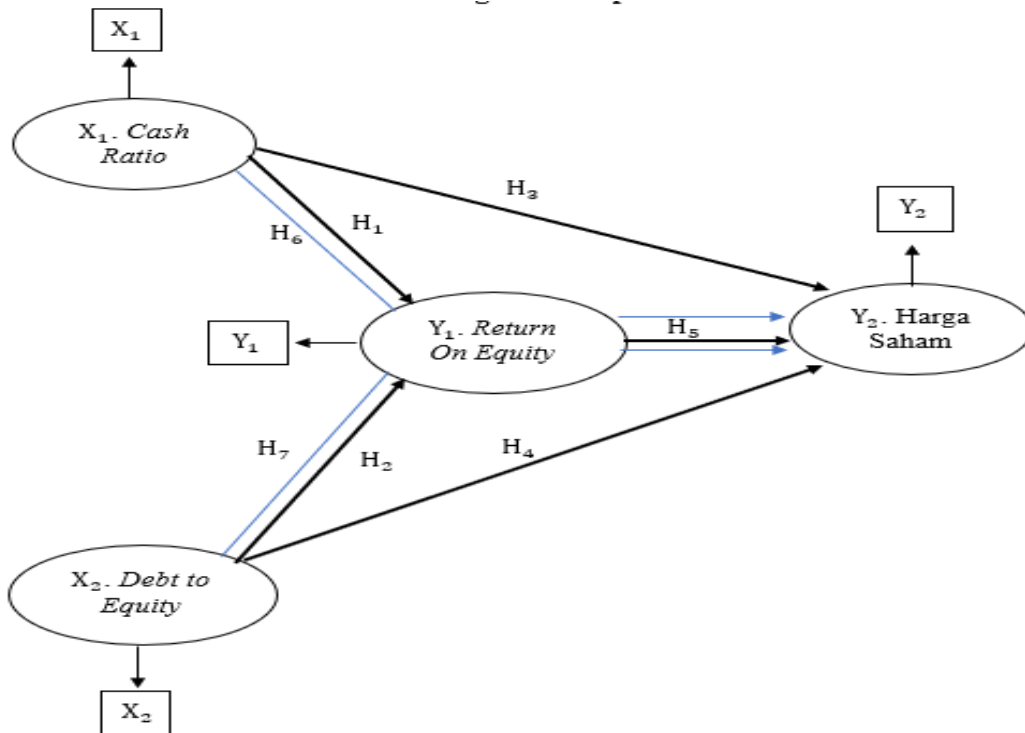 X₁
X₁. Cash
Ratio
H₃
H₁
H₆
Y₂
Y₁
Y₁. Return
On Equity
H₅
Y₂. Harga
Saham
H₇
H₂
H₄
X₂. Debt to
Equity
X₂